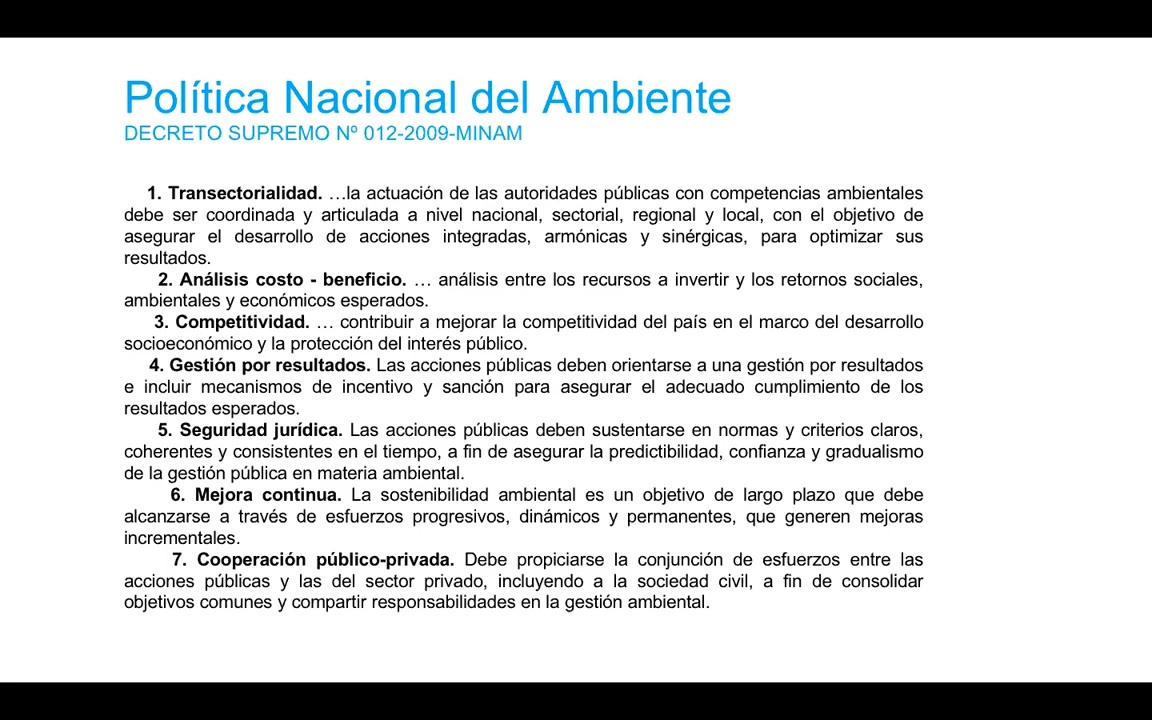 Política Nacional del Ambiente
DECRETO SUPREMO Nº 012-2009-MINAM
1. Transectorialidad. …la actuación de las autoridades públicas con competencias ambientales
debe ser coordinada y articulada a nivel nacional, sectorial, regional y local, con el objetivo de
asegurar el desarrollo de acciones integradas, armónicas y sinérgicas, para optimizar sus
resultados.
2. Análisis costo - beneficio. … análisis entre los recursos a invertir y los retornos sociales,
ambientales y económicos esperados.
3. Competitividad. … contribuir a mejorar la competitividad del país en el marco del desarrollo
socioeconómico y la protección del interés público.
4. Gestión por resultados. Las acciones públicas deben orientarse a una gestión por resultados
e incluir mecanismos de incentivo y sanción para asegurar el adecuado cumplimiento de los
resultados esperados.
5. Seguridad jurídica. Las acciones públicas deben sustentarse en normas y criterios claros,
coherentes y consistentes en el tiempo, a fin de asegurar la predictibilidad, confianza y gradualismo
de la gestión pública en materia ambiental.
6. Mejora continua. La sostenibilidad ambiental es un objetivo de largo plazo que debe
alcanzarse a través de esfuerzos progresivos, dinámicos y permanentes, que generen mejoras
incrementales.
7. Cooperación público-privada. Debe propiciarse la conjunción de esfuerzos entre las
acciones públicas y las del sector privado, incluyendo a la sociedad civil, a fin de consolidar
objetivos comunes y compartir responsabilidades en la gestión ambiental.